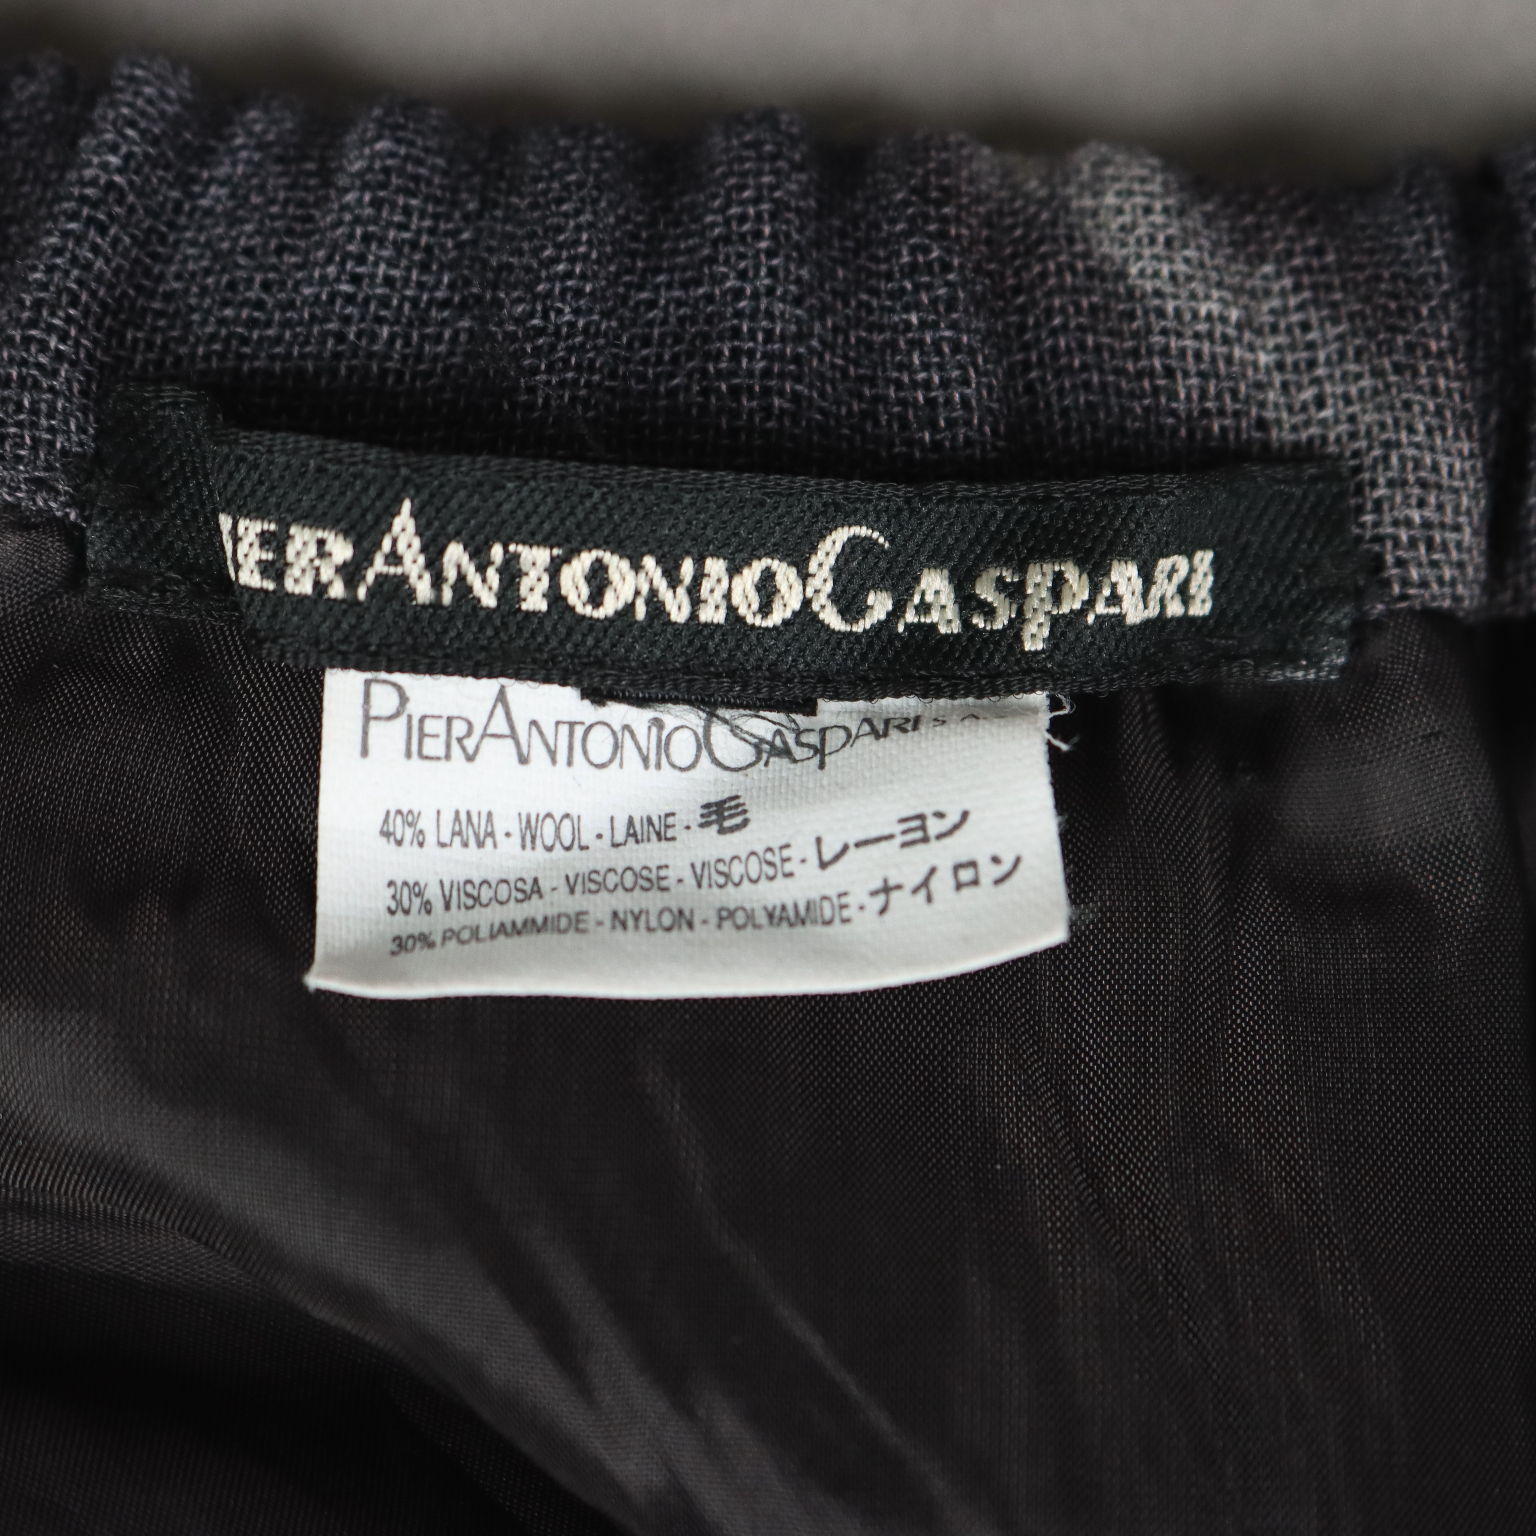 PIERANTONIOGASPARI
PIERANTONIOGASPARI
40% LANA - WOOL - LAINE - 毛
30% VISCOSA - VISCOSE - VISCOSE - レーヨン
30% POLIAMMIDE - NYLON - POLYAMIDE - ナイロン